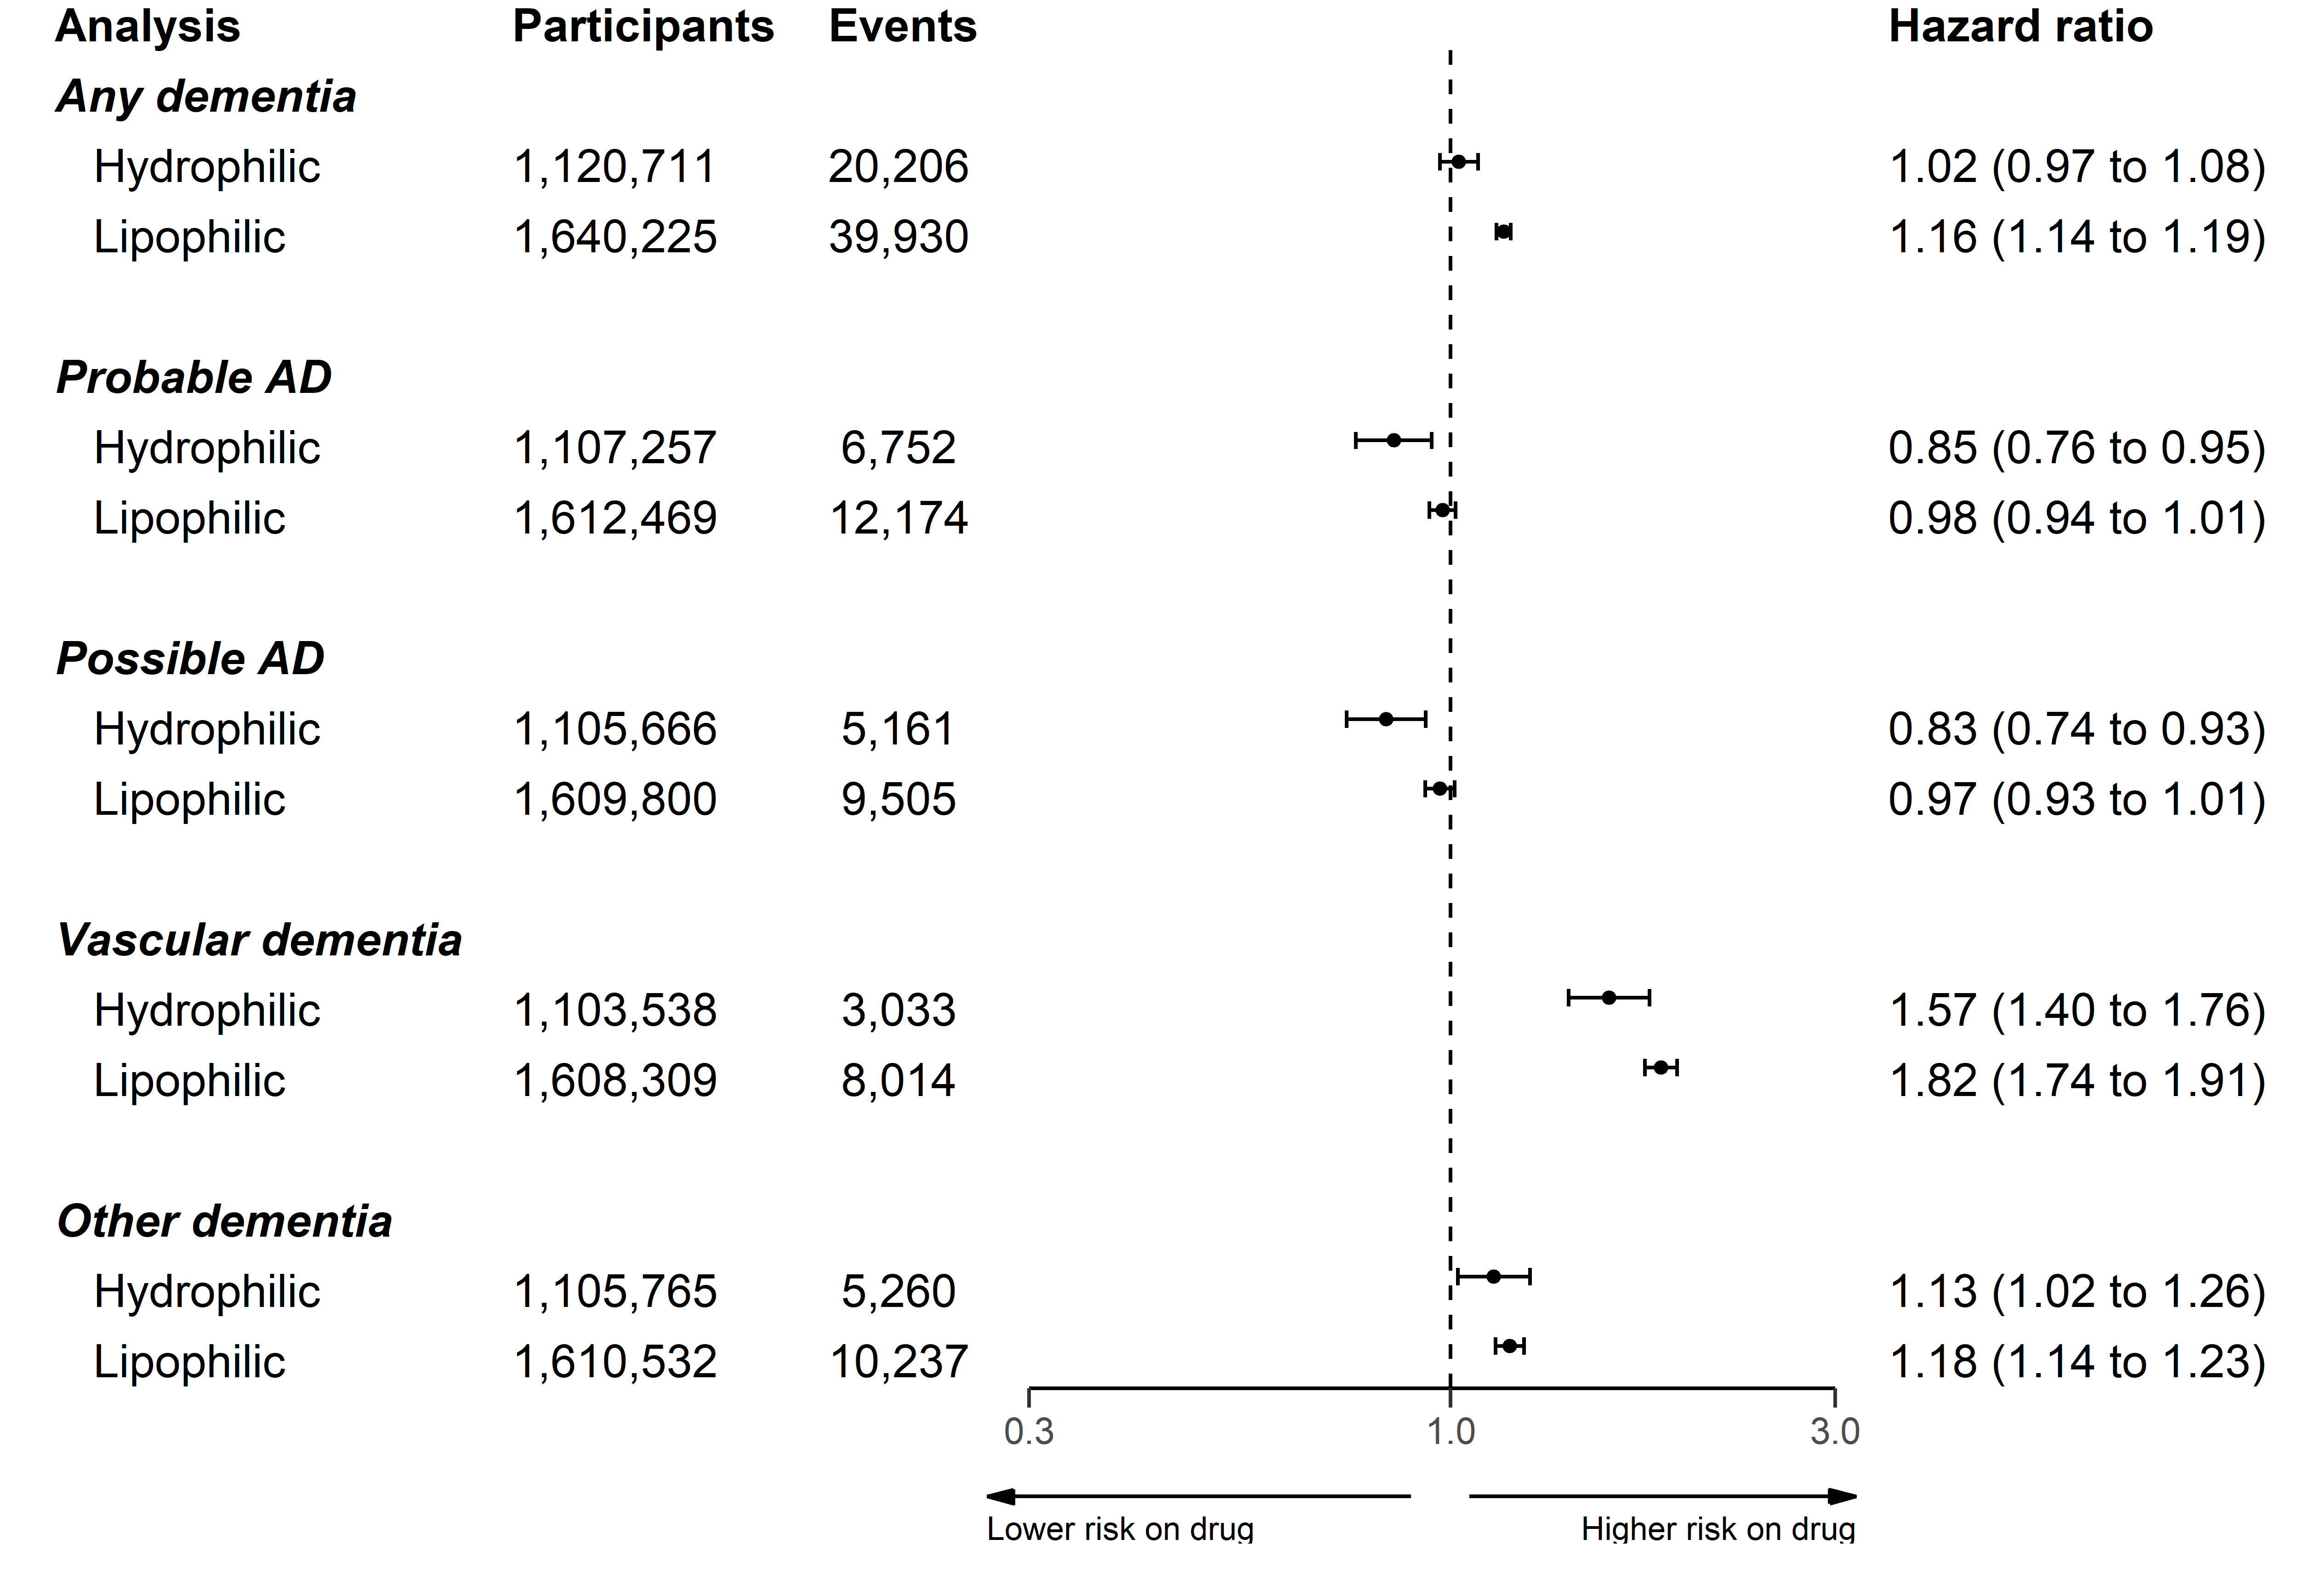 Analysis Participants Events Hazard ratio
Any dementia
Hydrophilic 1,120,711 20,206 1.02 (0.97 to 1.08)
Lipophilic 1,640,225 39,930 1.16 (1.14 to 1.19)
Probable AD
Hydrophilic 1,107,257 6,752 0.85 (0.76 to 0.95)
Lipophilic 1,612,469 12,174 0.98 (0.94 to 1.01)
Possible AD
Hydrophilic 1,105,666 5,161 0.83 (0.74 to 0.93)
Lipophilic 1,609,800 9,505 0.97 (0.93 to 1.01)
Vascular dementia
Hydrophilic 1,103,538 3,033 1.57 (1.40 to 1.76)
Lipophilic 1,608,309 8,014 1.82 (1.74 to 1.91)
Other dementia
Hydrophilic 1,105,765 5,260 1.13 (1.02 to 1.26)
Lipophilic 1,610,532 10,237 1.18 (1.14 to 1.23)
0.3 1.0 3.0
Lower risk on drug Higher risk on drug